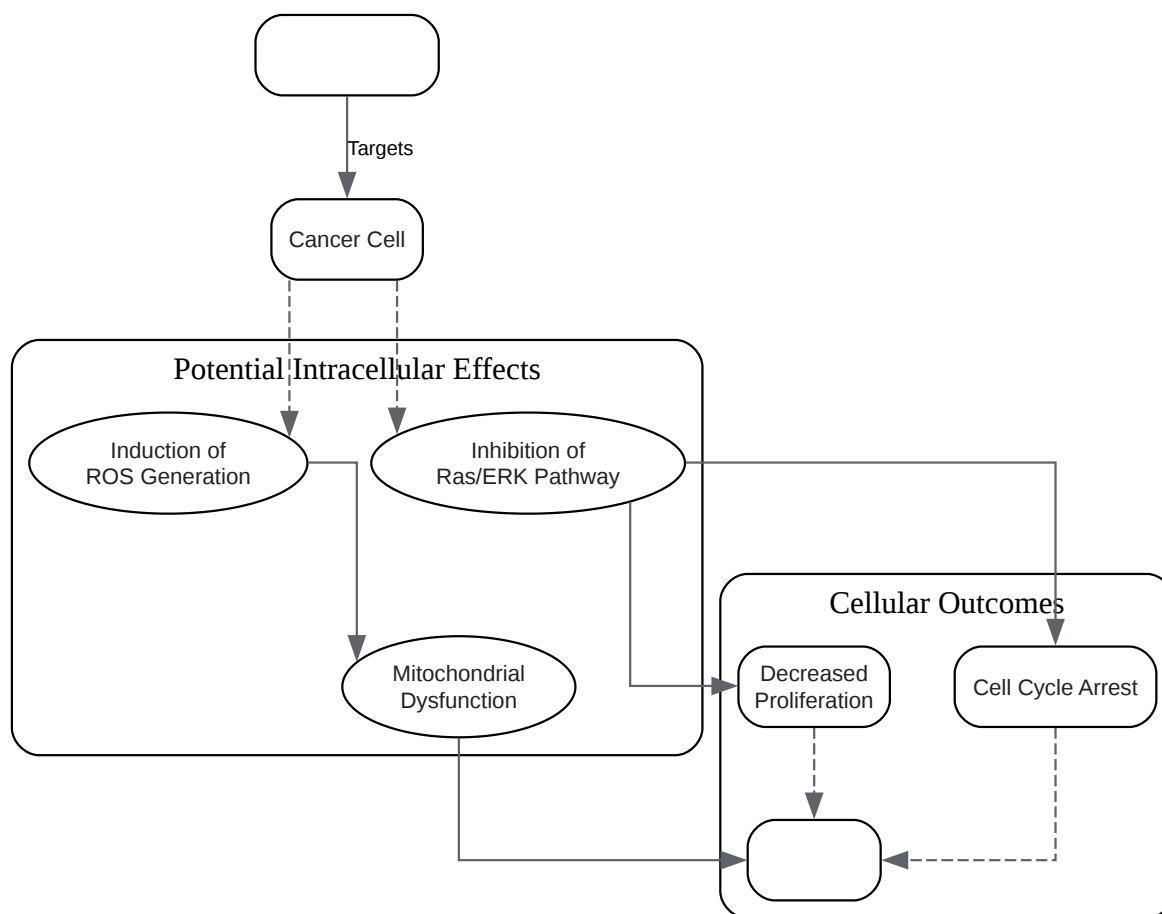 Targets
Cancer Cell
Potential Intracellular Effects
Induction of
ROS Generation
Inhibition of
Ras/ERK Pathway
Mitochondrial
Dysfunction
Cellular Outcomes
Decreased
Proliferation
Cell Cycle Arrest